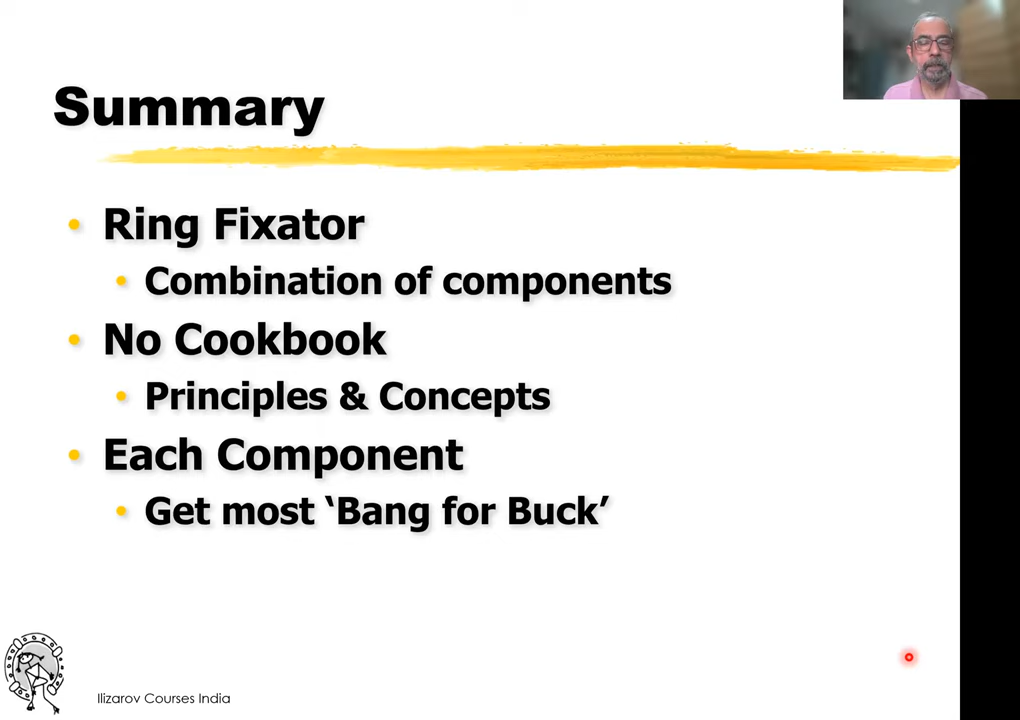 Summary
• Ring Fixator
• Combination of components
• No Cookbook
• Principles & Concepts
• Each Component
• Get most ‘Bang for Buck’
Ilizarov Courses India